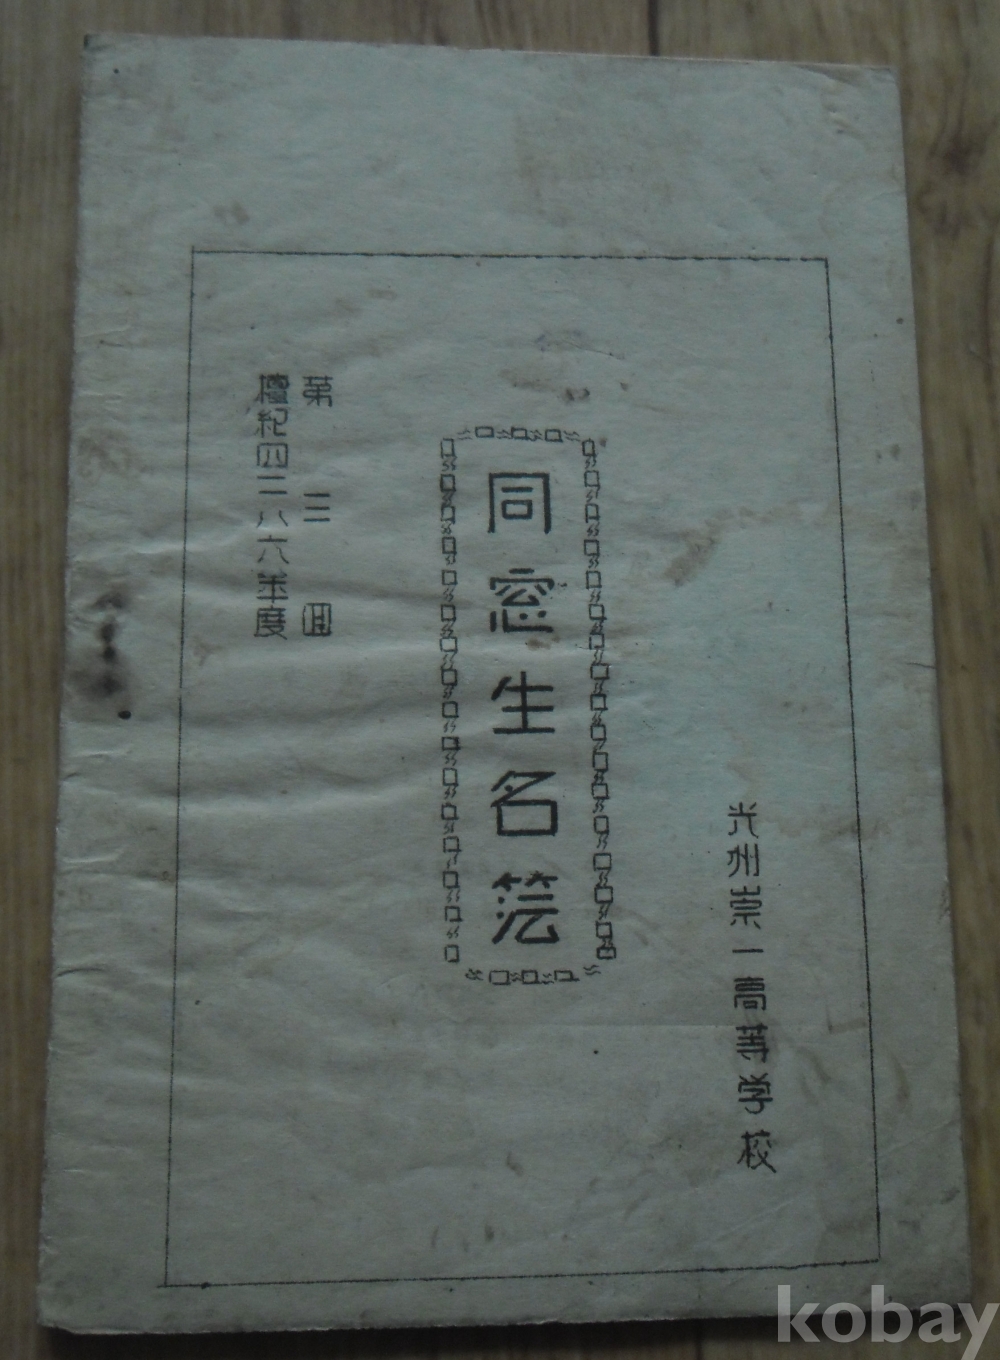 第三回
檀紀四二八六年度
同窓生名簿
光州崇一高等学校
kobay